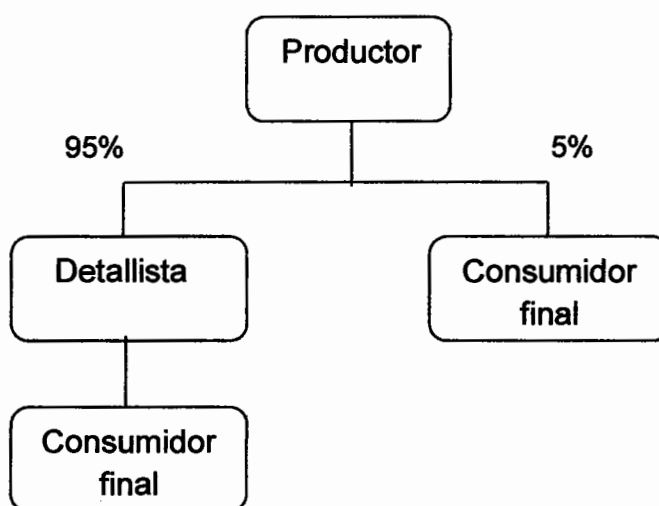 Productor
95%
5%
Detallista
Consumidor
final
Consumidor
final